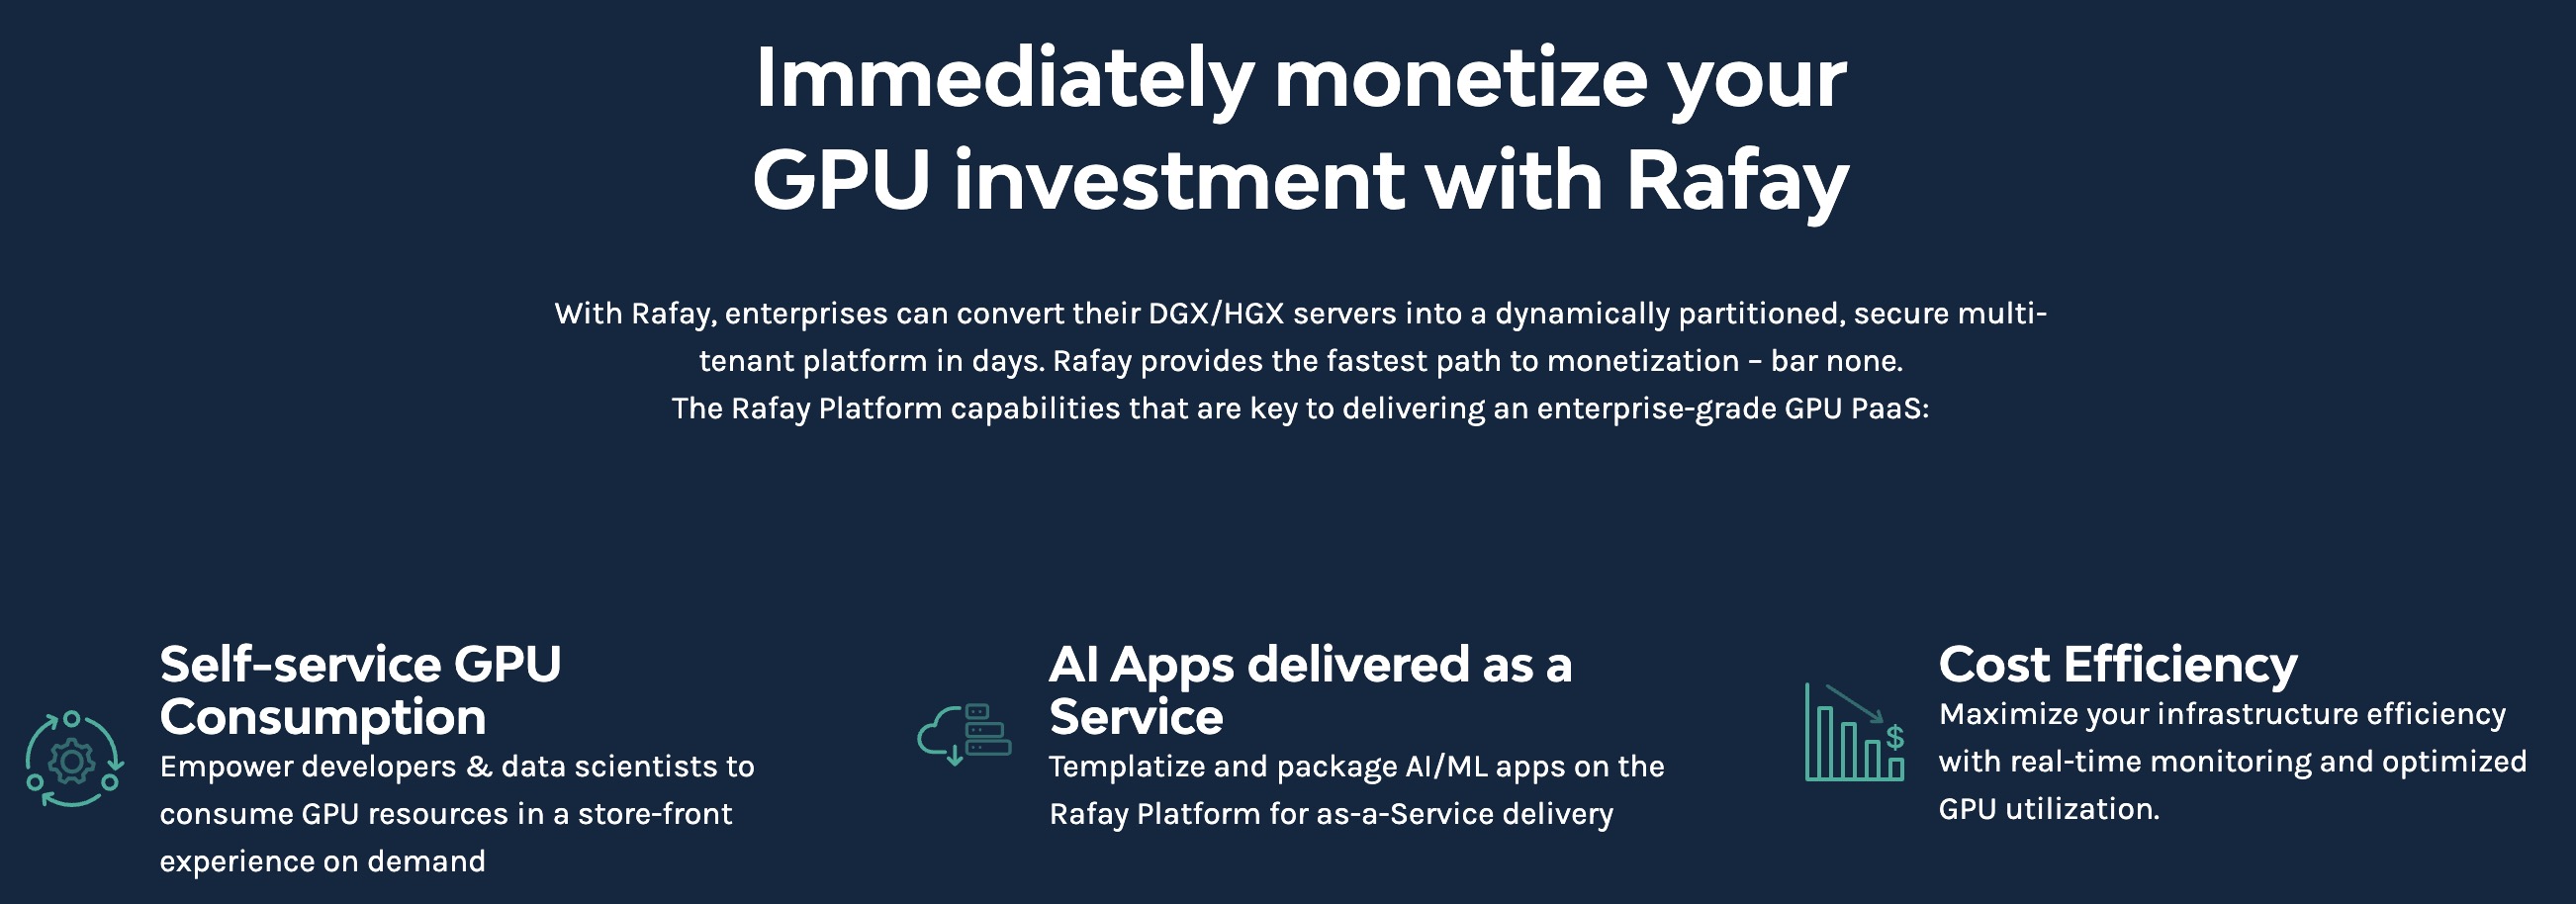 Immediately monetize your
GPU investment with Rafay
With Rafay, enterprises can convert their DGX/HGX servers into a dynamically partitioned, secure multi-
tenant platform in days. Rafay provides the fastest path to monetization – bar none.
The Rafay Platform capabilities that are key to delivering an enterprise-grade GPU PaaS:
Self-service GPU
Consumption
Empower developers & data scientists to
consume GPU resources in a store-front
experience on demand
AI Apps delivered as a
Service
Templatize and package AI/ML apps on the
Rafay Platform for as-a-Service delivery
$
Cost Efficiency
Maximize your infrastructure efficiency
with real-time monitoring and optimized
GPU utilization.